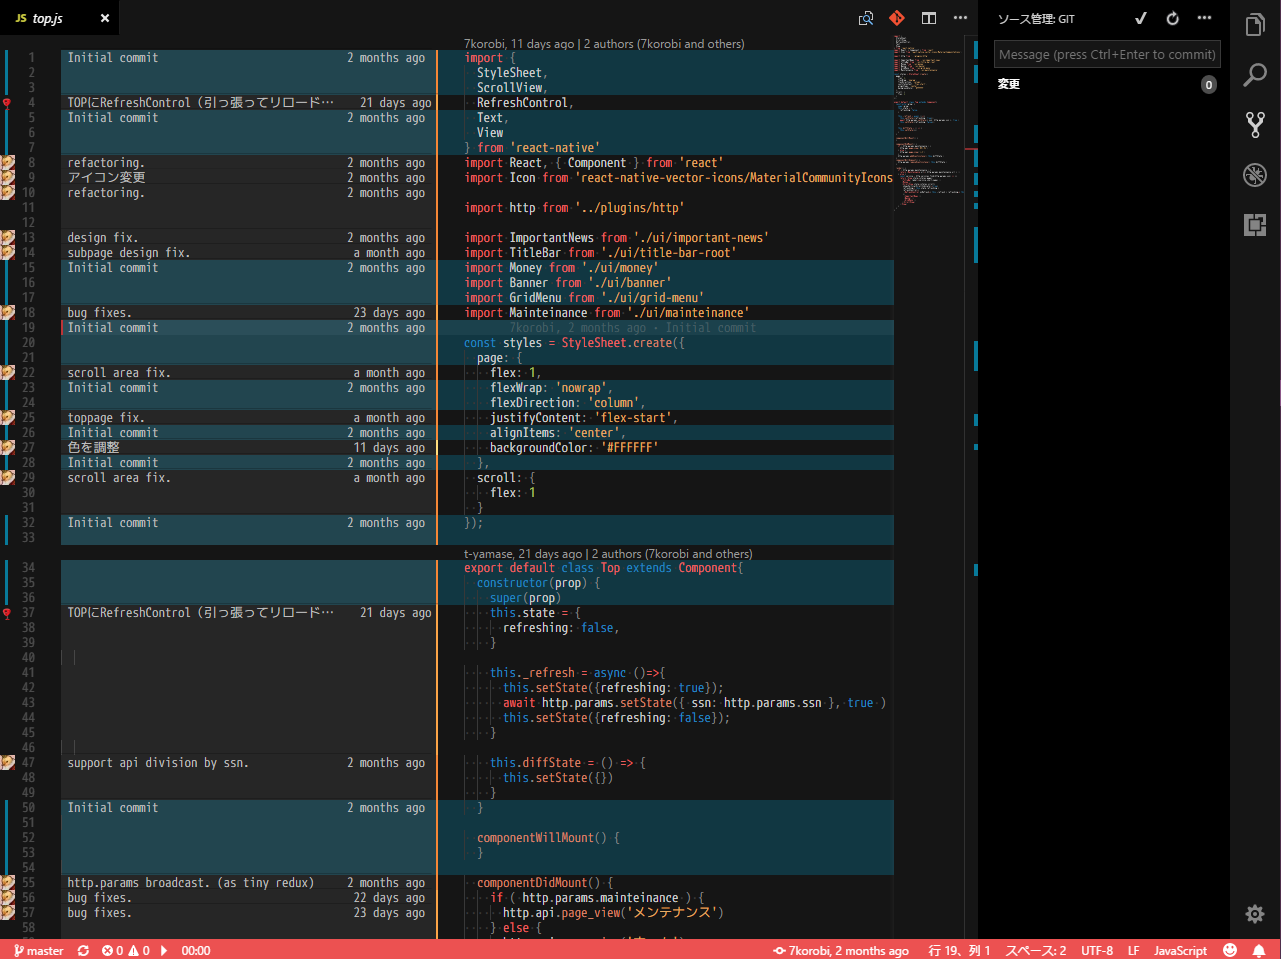 JS top.js ×
ソース管理: GIT
Message (press Ctrl+Enter to commit)
変更 0
7korobi, 11 days ago | 2 authors (7korobi and others)
1 Initial commit 2 months ago import {
2 StyleSheet,
3 ScrollView,
4 TOPにRefreshControl（引っ張ってリロード… 21 days ago RefreshControl,
5 Initial commit 2 months ago Text,
6 View
7 } from 'react-native'
8 refactoring. 2 months ago import React, { Component } from 'react'
9 アイコン変更 2 months ago import Icon from 'react-native-vector-icons/MaterialCommunityIcons
10 refactoring. 2 months ago
11 import http from '../plugins/http'
12
13 design fix. 2 months ago import ImportantNews from './ui/important-news'
14 subpage design fix. a month ago import TitleBar from './ui/title-bar-root'
15 Initial commit 2 months ago import Money from './ui/money'
16 import Banner from './ui/banner'
17 import GridMenu from './ui/grid-menu'
18 bug fixes. 23 days ago import Mainteinance from './ui/mainteinance'
19 Initial commit 2 months ago 7korobi, 2 months ago · Initial commit
20 const styles = StyleSheet.create({
21 page: {
22 scroll area fix. a month ago flex: 1,
23 Initial commit 2 months ago flexWrap: 'nowrap',
24 flexDirection: 'column',
25 toppage fix. a month ago justifyContent: 'flex-start',
26 Initial commit 2 months ago alignItems: 'center',
27 色を調整 11 days ago backgroundColor: '#FFFFFF'
28 Initial commit 2 months ago },
29 scroll area fix. a month ago scroll: {
30 flex: 1
31 }
32 Initial commit 2 months ago });
33
t-yamase, 21 days ago | 2 authors (7korobi and others)
34 export default class Top extends Component{
35 constructor(prop) {
36 super(prop)
37 TOPにRefreshControl（引っ張ってリロード… 21 days ago this.state = {
38 refreshing: false,
39 }
40
41 this._refresh = async ()=>{
42 this.setState({refreshing: true});
43 await http.params.setState({ ssn: http.params.ssn }, true )
44 this.setState({refreshing: false});
45 }
46
47 support api division by ssn. 2 months ago this.diffState = () => {
48 this.setState({})
49 }
50 Initial commit 2 months ago }
51
52 componentWillMount() {
53 }
54
55 http.params broadcast. (as tiny redux) 2 months ago componentDidMount() {
56 bug fixes. 22 days ago if ( http.params.mainteinance ) {
57 bug fixes. 23 days ago http.api.page_view('メンテナンス')
58 } else {
master 0 0 00:00 7korobi, 2 months ago 行 19、列 1 スペース: 2 UTF-8 LF JavaScript